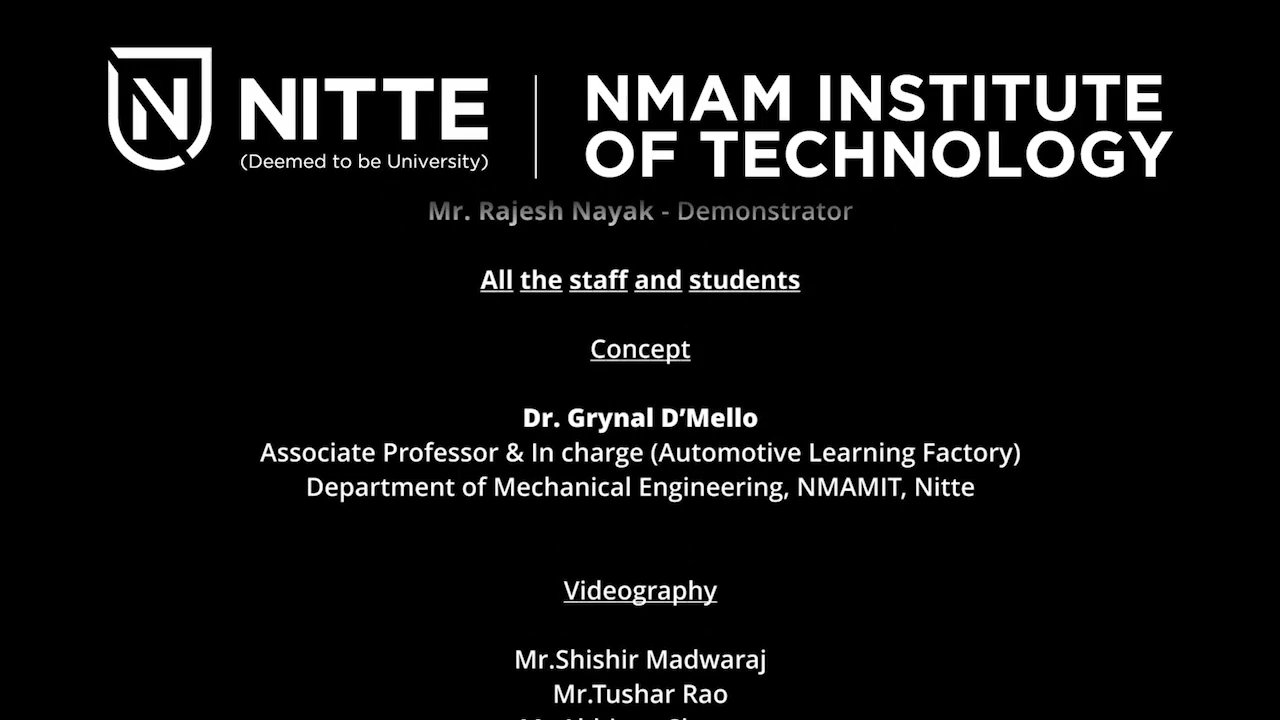 N NITTE
(Deemed to be University)
NMAM INSTITUTE
OF TECHNOLOGY
Mr. Rajesh Nayak - Demonstrator
All the staff and students
Concept
Dr. Grynal D’Mello
Associate Professor & In charge (Automotive Learning Factory)
Department of Mechanical Engineering, NMAMIT, Nitte
Videography
Mr.Shishir Madwaraj
Mr.Tushar Rao